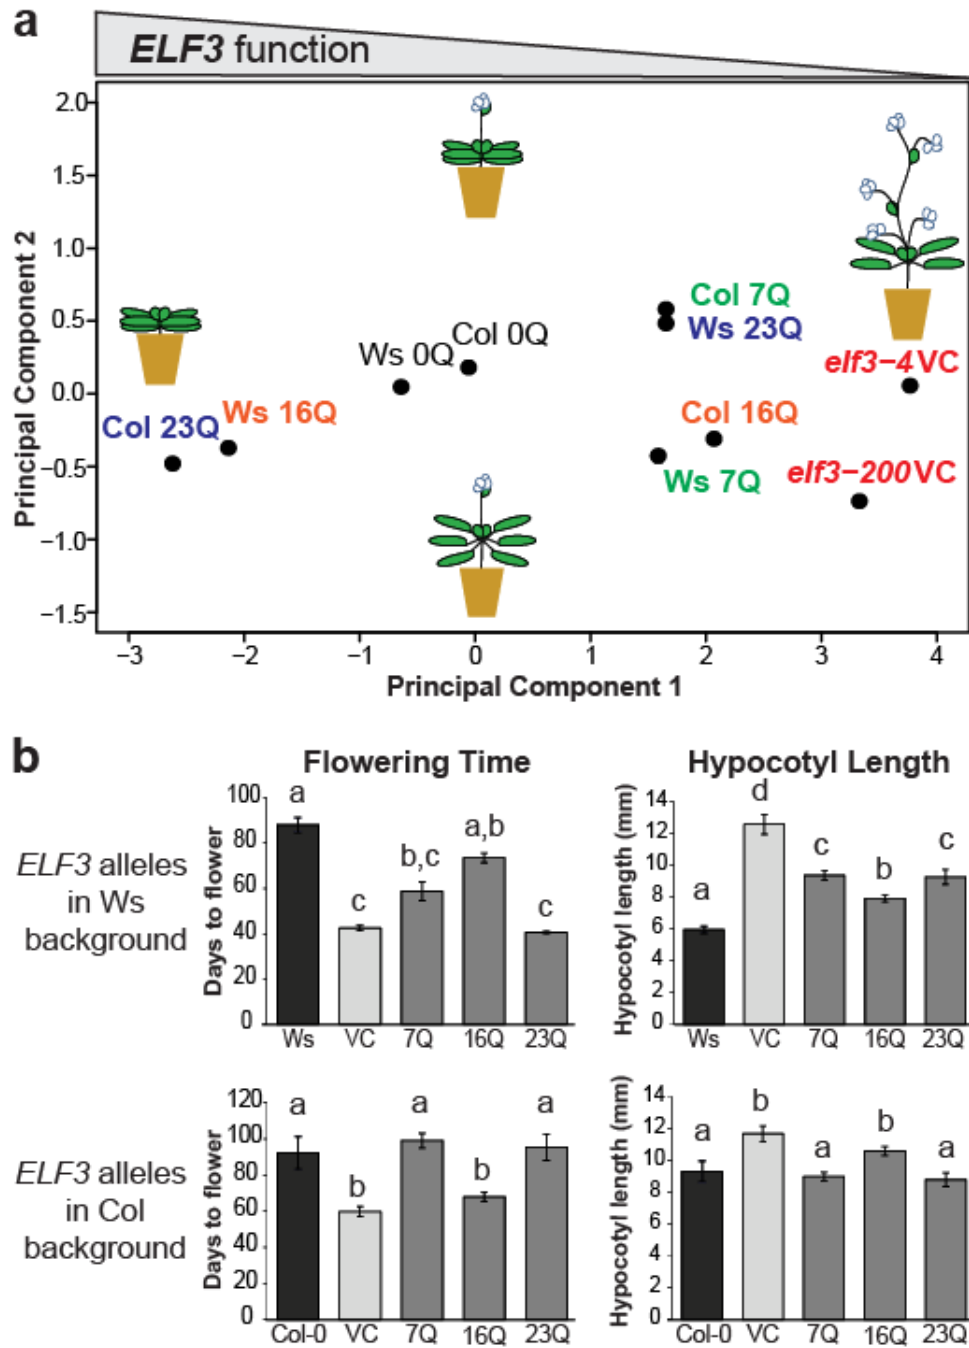 a
ELF3 function
Principal Component 2
2.0
1.5
1.0
0.5
0.0
−0.5
−1.0
−1.5
Col 7Q
Ws 23Q
Col 0Q
Ws 0Q
elf3−4 VC
Ws 16Q
Col 23Q
Col 16Q
Ws 7Q
elf3−200 VC
−3
−2
−1
0
1
2
3
4
Principal Component 1
b
Flowering Time
Hypocotyl Length
ELF3 alleles
in Ws
background
Days to flower
100
80
60
40
20
0
a
c
b,c
a,b
c
Ws
VC
7Q
16Q
23Q
Hypocotyl length (mm)
14
12
10
8
6
4
2
0
a
d
c
b
c
Ws
VC
7Q
16Q
23Q
ELF3 alleles
in Col
background
Days to flower
120
100
80
60
40
20
0
a
b
a
b
a
Col-0
VC
7Q
16Q
23Q
Hypocotyl length (mm)
14
12
10
8
6
4
2
0
a
b
a
b
a
Col-0
VC
7Q
16Q
23Q